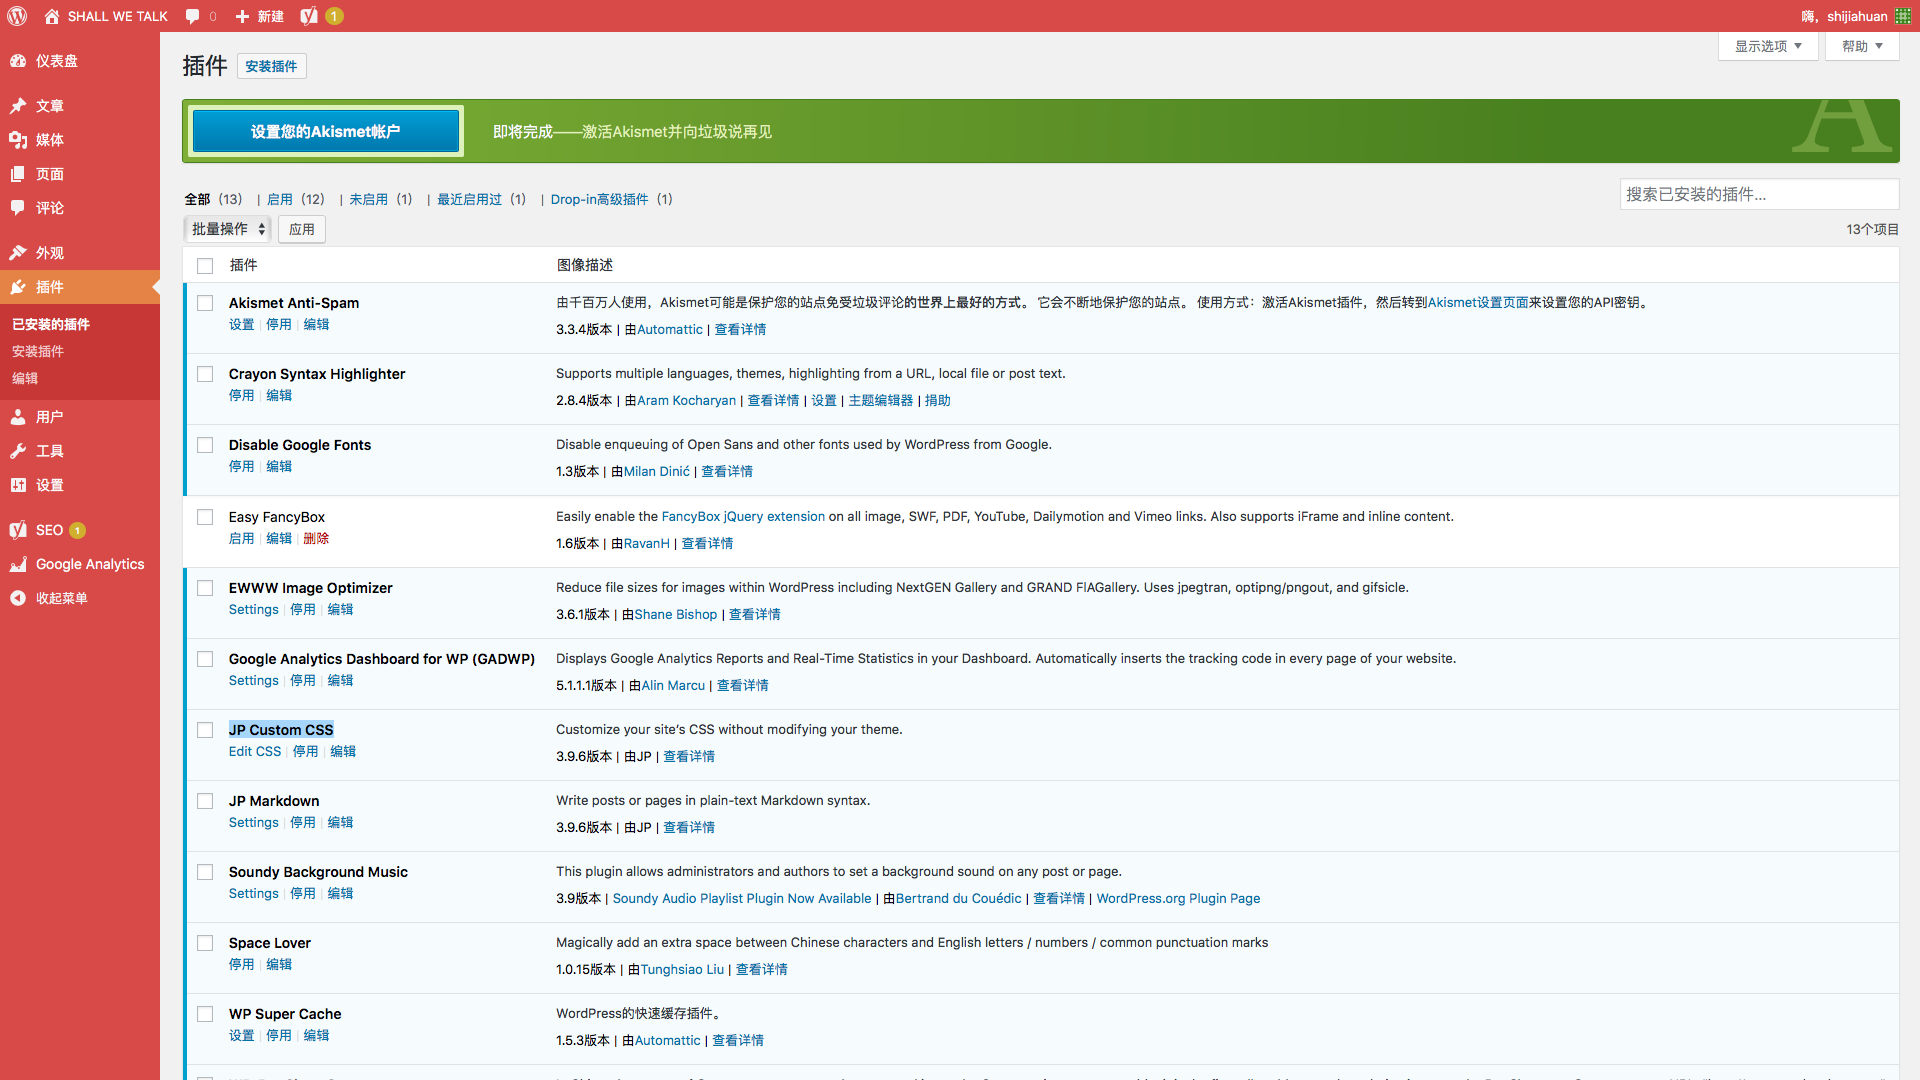 SHALL WE TALK 0 新建 1 嗨，shijiahuan
仪表盘
文章
媒体
页面
评论
外观
插件
已安装的插件
安装插件
编辑
用户
工具
设置
SEO 1
Google Analytics
收起菜单
显示选项 帮助
插件 安装插件
设置您的Akismet帐户 即将完成——激活Akismet并向垃圾说再见 A
全部（13） | 启用（12） | 未启用（1） | 最近启用过（1） | Drop-in高级插件（1）
搜索已安装的插件...
批量操作 应用 13个项目
插件 图像描述
Akismet Anti-Spam
设置 | 停用 | 编辑
由千百万人使用，Akismet可能是保护您的站点免受垃圾评论的世界上最好的方式。 它会不断地保护您的站点。 使用方式：激活Akismet插件，然后转到Akismet设置页面来设置您的API密钥。
3.3.4版本 | 由Automattic | 查看详情
Crayon Syntax Highlighter
停用 | 编辑
Supports multiple languages, themes, highlighting from a URL, local file or post text.
2.8.4版本 | 由Aram Kocharyan | 查看详情 | 设置 | 主题编辑器 | 捐助
Disable Google Fonts
停用 | 编辑
Disable enqueuing of Open Sans and other fonts used by WordPress from Google.
1.3版本 | 由Milan Dinić | 查看详情
Easy FancyBox
启用 | 编辑 | 删除
Easily enable the FancyBox jQuery extension on all image, SWF, PDF, YouTube, Dailymotion and Vimeo links. Also supports iFrame and inline content.
1.6版本 | 由RavanH | 查看详情
EWWW Image Optimizer
Settings | 停用 | 编辑
Reduce file sizes for images within WordPress including NextGEN Gallery and GRAND FlAGallery. Uses jpegtran, optipng/pngout, and gifsicle.
3.6.1版本 | 由Shane Bishop | 查看详情
Google Analytics Dashboard for WP (GADWP)
Settings | 停用 | 编辑
Displays Google Analytics Reports and Real-Time Statistics in your Dashboard. Automatically inserts the tracking code in every page of your website.
5.1.1.1版本 | 由Alin Marcu | 查看详情
JP Custom CSS
Edit CSS | 停用 | 编辑
Customize your site’s CSS without modifying your theme.
3.9.6版本 | 由JP | 查看详情
JP Markdown
Settings | 停用 | 编辑
Write posts or pages in plain-text Markdown syntax.
3.9.6版本 | 由JP | 查看详情
Soundy Background Music
Settings | 停用 | 编辑
This plugin allows administrators and authors to set a background sound on any post or page.
3.9版本 | Soundy Audio Playlist Plugin Now Available | 由Bertrand du Couédic | 查看详情 | WordPress.org Plugin Page
Space Lover
停用 | 编辑
Magically add an extra space between Chinese characters and English letters / numbers / common punctuation marks
1.0.15版本 | 由Tunghsiao Liu | 查看详情
WP Super Cache
设置 | 停用 | 编辑
WordPress的快速缓存插件。
1.5.3版本 | 由Automattic | 查看详情